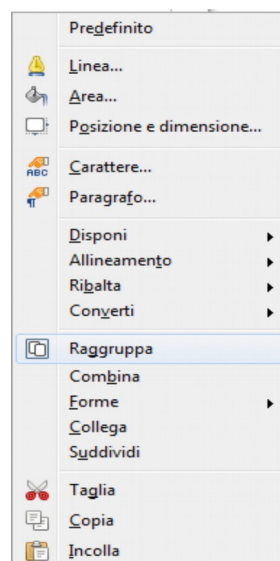 Predefinito
Linea...
Area...
Posizione e dimensione...
ABC
Carattere...
Paragrafo...
Disponi
Allineamento
Ribalta
Converti
Raggruppa
Combina
Forme
Collega
Suddividi
Taglia
Copia
Incolla